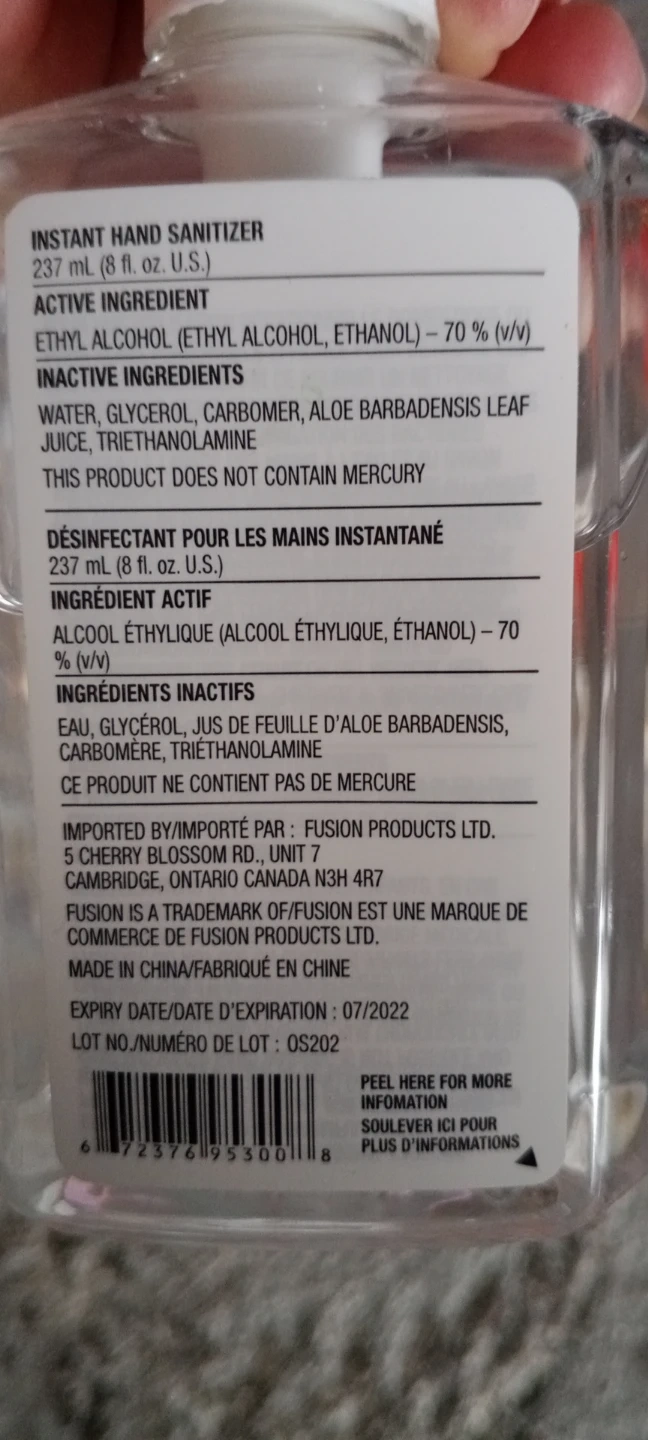 INSTANT HAND SANITIZER
237 mL (8 fl. oz. U.S.)
ACTIVE INGREDIENT
ETHYL ALCOHOL (ETHYL ALCOHOL, ETHANOL) – 70 % (v/v)
INACTIVE INGREDIENTS
WATER, GLYCEROL, CARBOMER, ALOE BARBADENSIS LEAF
JUICE, TRIETHANOLAMINE
THIS PRODUCT DOES NOT CONTAIN MERCURY
DÉSINFECTANT POUR LES MAINS INSTANTANÉ
237 mL (8 fl. oz. U.S.)
INGRÉDIENT ACTIF
ALCOOL ÉTHYLIQUE (ALCOOL ÉTHYLIQUE, ÉTHANOL) – 70
% (v/v)
INGRÉDIENTS INACTIFS
EAU, GLYCÉROL, JUS DE FEUILLE D'ALOE BARBADENSIS,
CARBOMÈRE, TRIÉTHANOLAMINE
CE PRODUIT NE CONTIENT PAS DE MERCURE
IMPORTED BY/IMPORTÉ PAR : FUSION PRODUCTS LTD.
5 CHERRY BLOSSOM RD., UNIT 7
CAMBRIDGE, ONTARIO CANADA N3H 4R7
FUSION IS A TRADEMARK OF/FUSION EST UNE MARQUE DE
COMMERCE DE FUSION PRODUCTS LTD.
MADE IN CHINA/FABRIQUÉ EN CHINE
EXPIRY DATE/DATE D'EXPIRATION : 07/2022
LOT NO./NUMÉRO DE LOT : OS202
PEEL HERE FOR MORE
INFOMATION
SOULEVER ICI POUR
PLUS D'INFORMATIONS
6 72376 95300 8